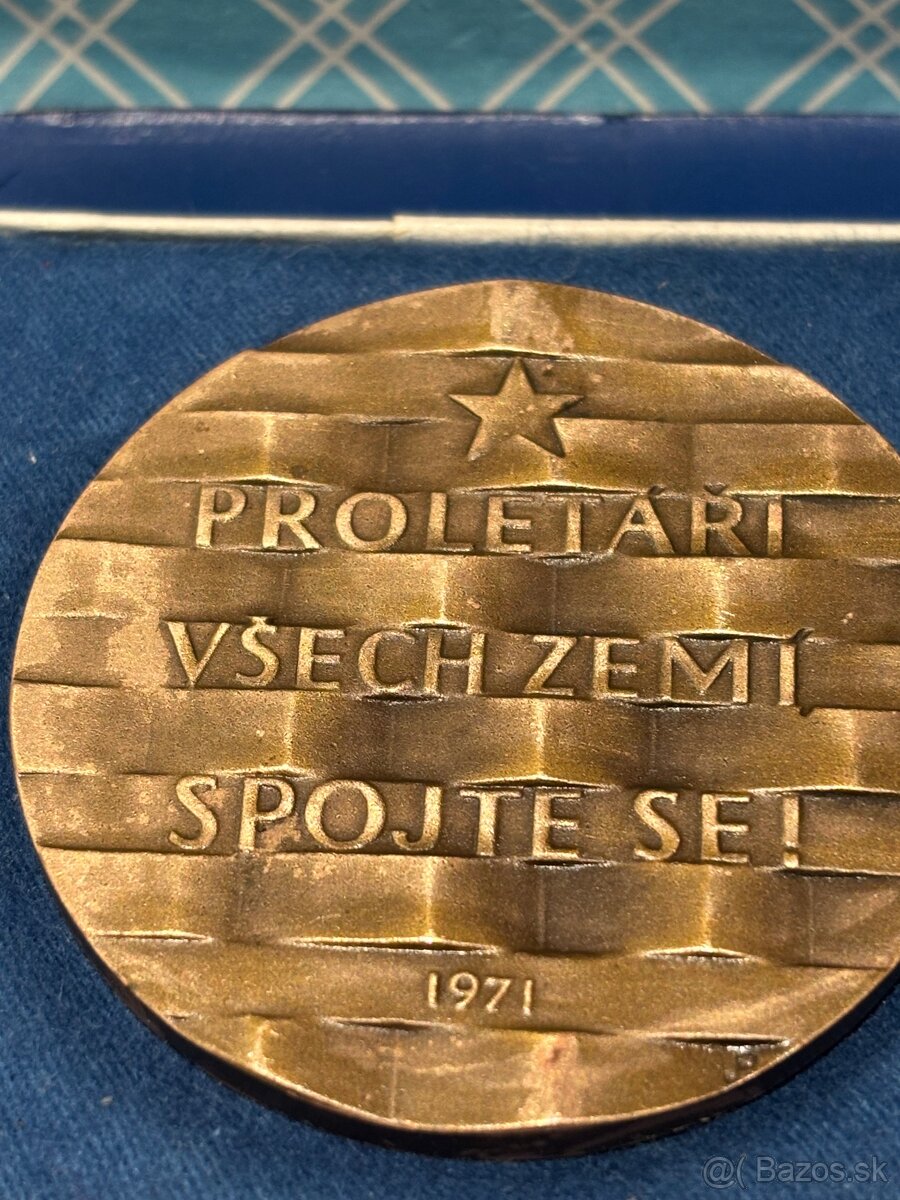 PROLETÁŘI
VŠECH ZEMÍ,
SPOJTE SE!
1971
@( Bazos.sk